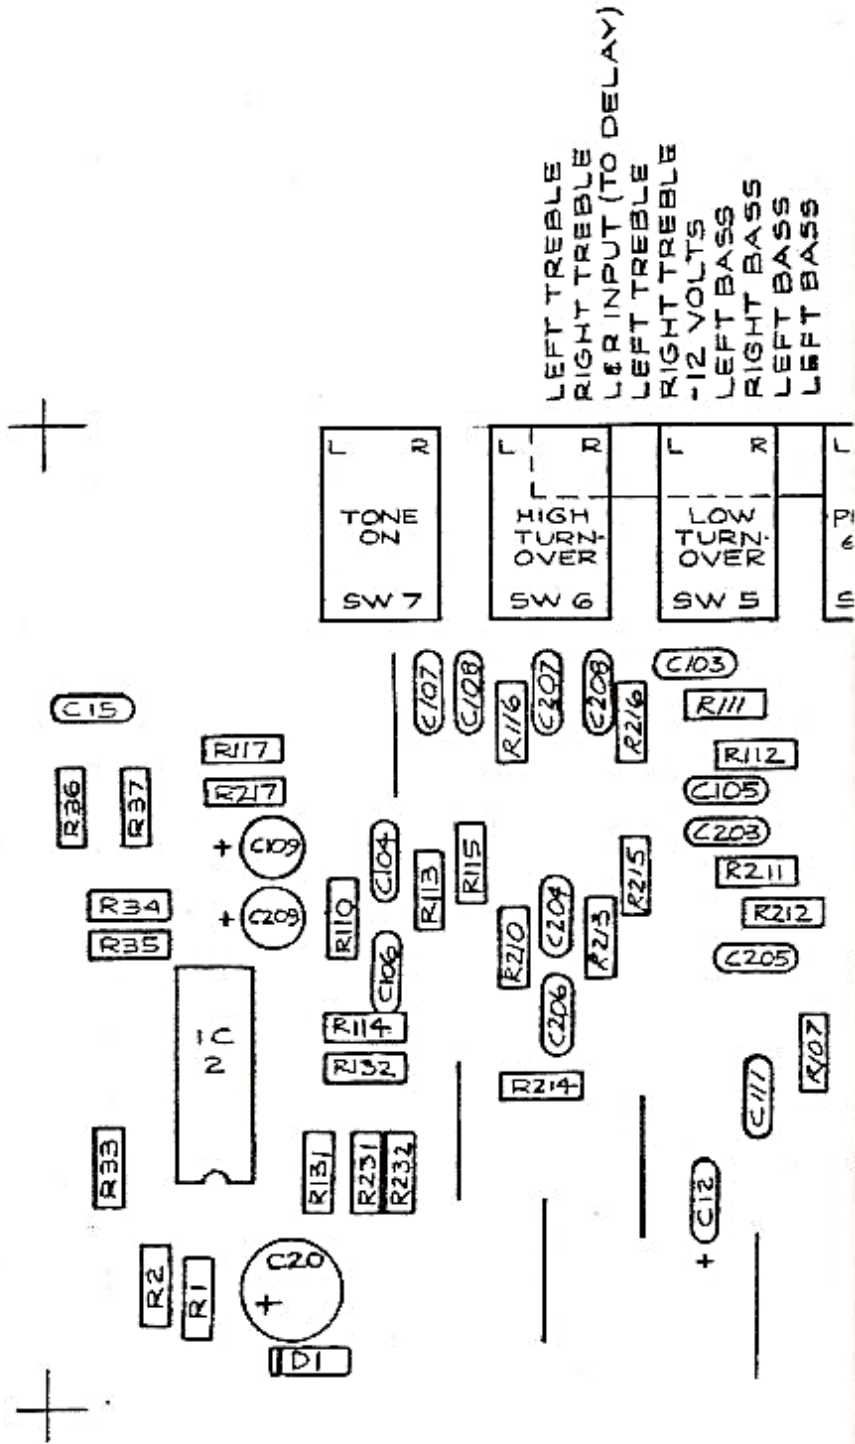 LEFT TREBLE
RIGHT TREBLE
L&R INPUT (TO DELAY)
LEFT TREBLE
RIGHT TREBLE
-12 VOLTS
LEFT BASS
RIGHT BASS
LEFT BASS
LEFT BASS
L R
TONE
ON
SW 7
L R
HIGH
TURN-
OVER
SW 6
L R
LOW
TURN-
OVER
SW 5
L
C107
C108
R116
C207
C208
R216
C103
R111
C15
R117
R112
R36
R37
R217
C105
+ C109
C104
R113
R115
R215
C203
R211
R34
+ C209
R110
R210
C204
R213
R212
R35
C106
C206
C205
IC
2
R114
R132
R214
R107
C111
R33
R131
R231
R232
C12
+
R2
R1
C20
+
D1